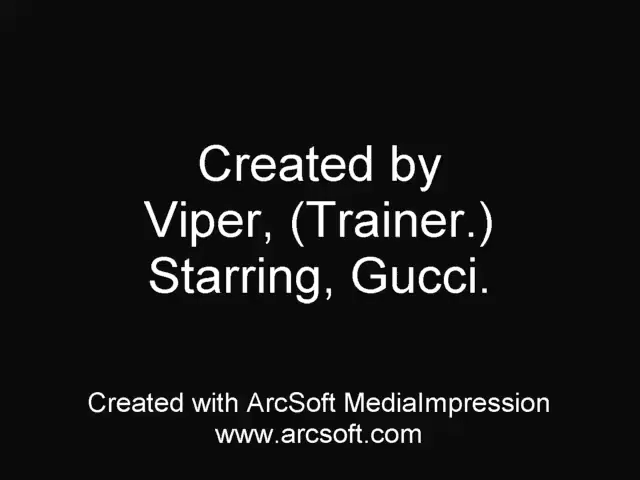 Created by
Viper, (Trainer.)
Starring, Gucci.
Created with ArcSoft MediaImpression
www.arcsoft.com